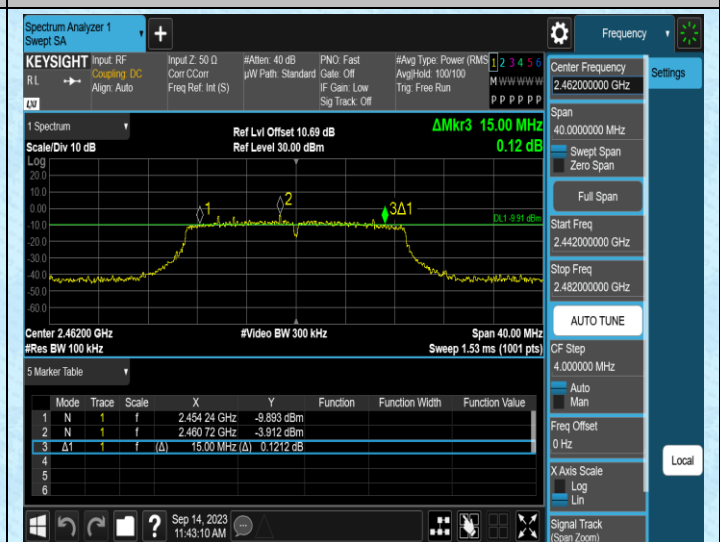 Spectrum Analyzer 1
Swept SA
Frequency
KEYSIGHT
RL
LXI
Input: RF
Coupling: DC
Align: Auto
Input Z: 50 Ω
Corr CCorr
Freq Ref: Int (S)
#Atten: 40 dB
µW Path: Standard
PNO: Fast
Gate: Off
IF Gain: Low
Sig Track: Off
#Avg Type: Power (RMS
Avg|Hold: 100/100
Trig: Free Run
1 2 3 4 5 6
M W W W W W
P P P P P P
1 Spectrum
Scale/Div 10 dB
Ref Lvl Offset 10.69 dB
Ref Level 30.00 dBm
ΔMkr3 15.00 MHz
0.12 dB
Log
20.0
10.0
0.00
-10.0
-20.0
-30.0
-40.0
-50.0
-60.0
1
2
3Δ1
DL1 -9.91 dBm
Center 2.46200 GHz
#Res BW 100 kHz
#Video BW 300 kHz
Span 40.00 MHz
Sweep 1.53 ms (1001 pts)
5 Marker Table
Mode Trace Scale X Y Function Function Width Function Value
1 N 1 f 2.454 24 GHz -9.893 dBm
2 N 1 f 2.460 72 GHz -3.912 dBm
3 Δ1 1 f (Δ) 15.00 MHz (Δ) 0.1212 dB
4
5
6
Sep 14, 2023
11:43:10 AM
?
Center Frequency
2.462000000 GHz
Settings
Span
40.0000000 MHz
Swept Span
Zero Span
Full Span
Start Freq
2.442000000 GHz
Stop Freq
2.482000000 GHz
AUTO TUNE
CF Step
4.000000 MHz
Auto
Man
Freq Offset
0 Hz
X Axis Scale
Log
Lin
Local
Signal Track
(Span Zoom)